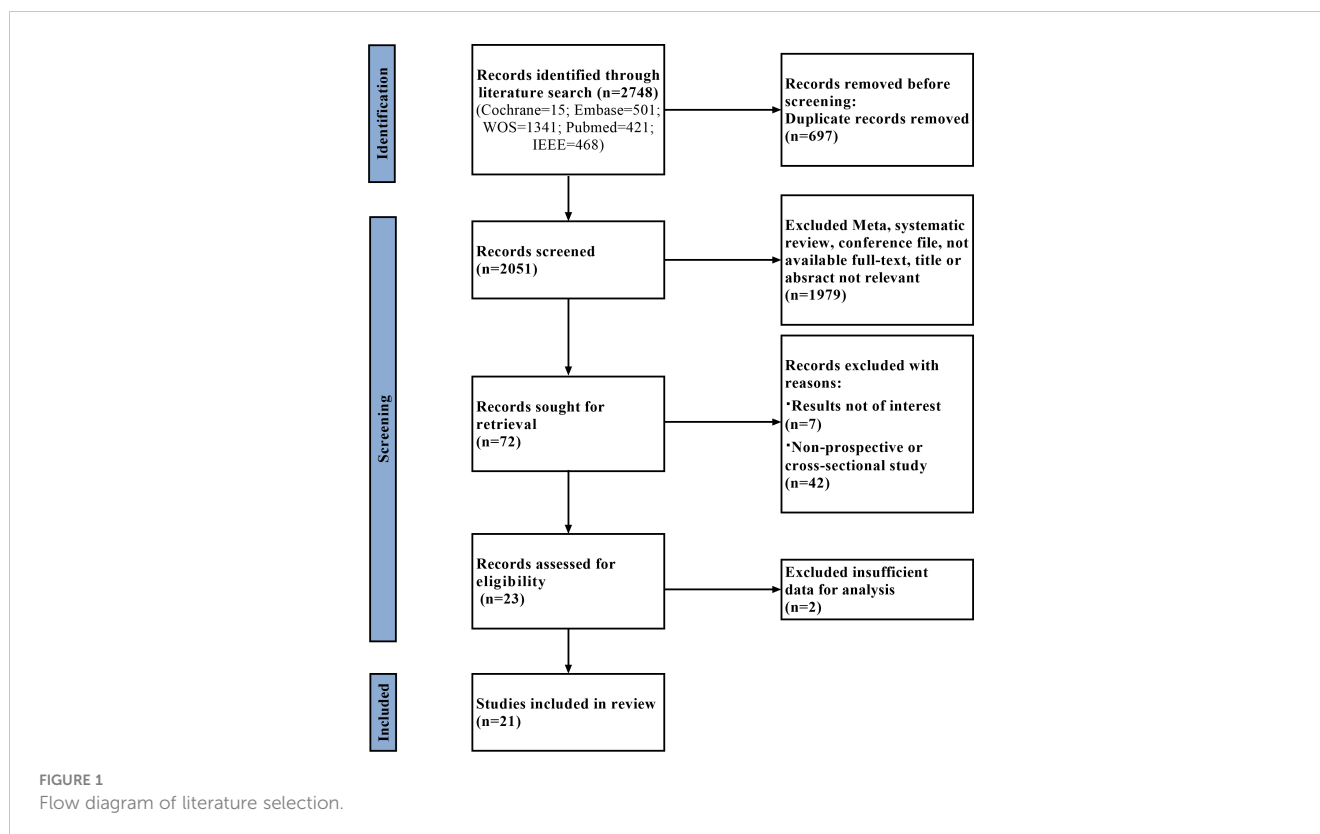 Identification
Records identified through
literature search (n=2748)
(Cochrane=15; Embase=501;
WOS=1341; Pubmed=421;
IEEE=468)
Records removed before
screening:
Duplicate records removed
(n=697)
Screening
Records screened
(n=2051)
Excluded Meta, systematic
review, conference file, not
available full-text, title or
absract not relevant
(n=1979)
Records sought for
retrieval
(n=72)
Records excluded with
reasons:
·Results not of interest
(n=7)
·Non-prospective or
cross-sectional study
(n=42)
Records assessed for
eligibility
(n=23)
Excluded insufficient
data for analysis
(n=2)
Included
Studies included in review
(n=21)
FIGURE 1
Flow diagram of literature selection.